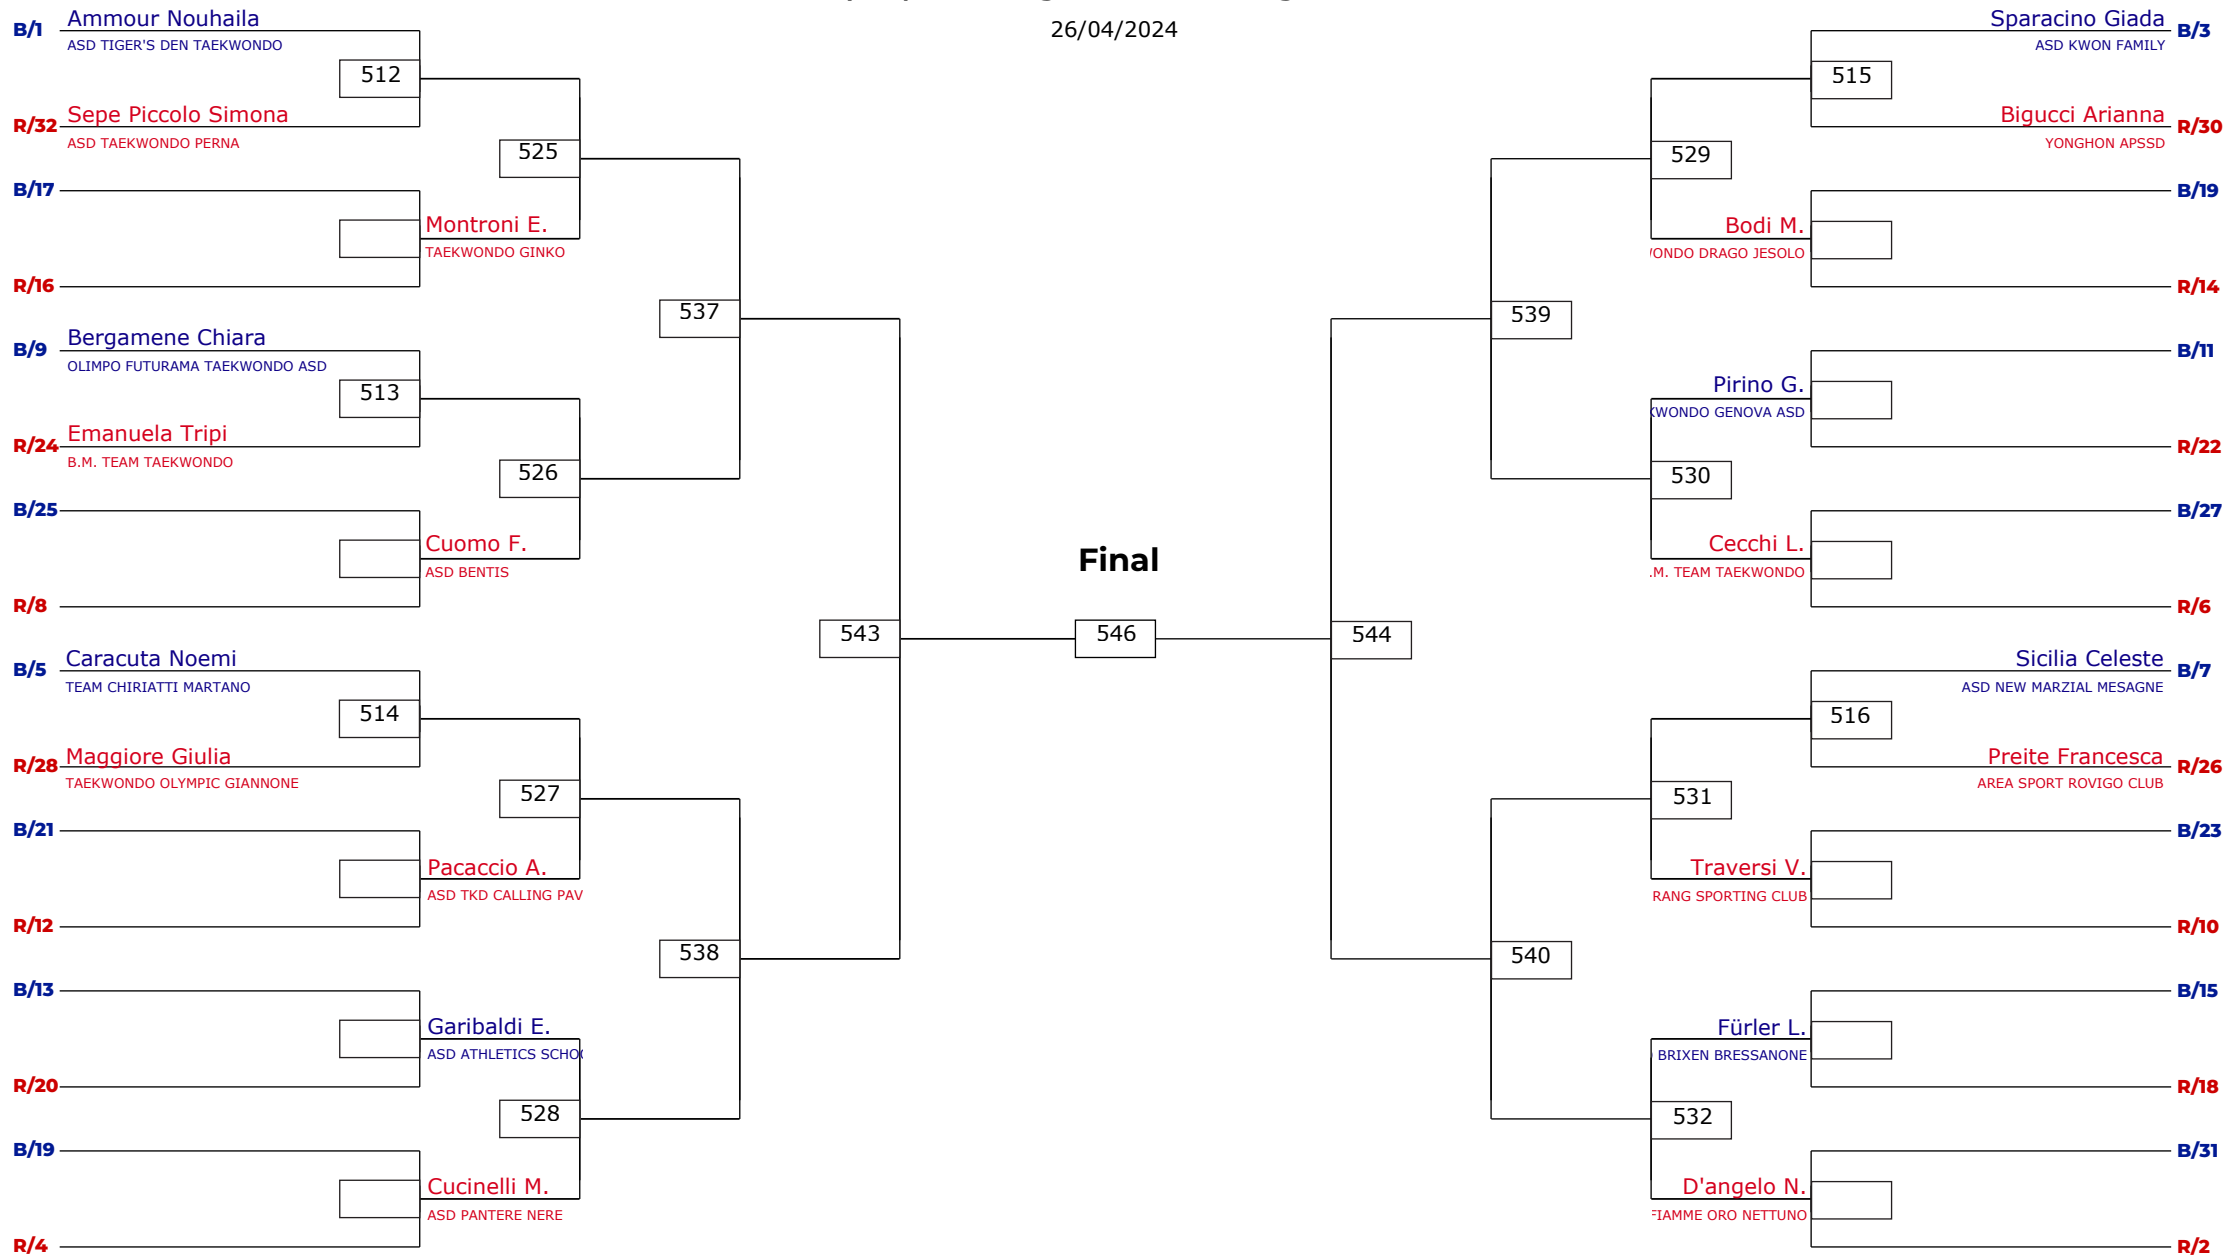 26/04/2024
B/1 Ammour Nouhaila
ASD TIGER'S DEN TAEKWONDO
512
R/32 Sepe Piccolo Simona
ASD TAEKWONDO PERNA
525
B/17
Montroni E.
TAEKWONDO GINKO
R/16
537
B/9 Bergamene Chiara
OLIMPO FUTURAMA TAEKWONDO ASD
513
R/24 Emanuela Tripi
B.M. TEAM TAEKWONDO
526
B/25
Cuomo F.
ASD BENTIS
R/8
543
B/5 Caracuta Noemi
TEAM CHIRIATTI MARTANO
514
R/28 Maggiore Giulia
TAEKWONDO OLYMPIC GIANNONE
527
B/21
Pacaccio A.
ASD TKD CALLING PAV
R/12
538
B/13
Garibaldi E.
ASD ATHLETICS SCHO
R/20
528
B/19
Cucinelli M.
ASD PANTERE NERE
R/4
Final
546
Sparacino Giada B/3
ASD KWON FAMILY
515
Bigucci Arianna R/30
YONGHON APSSD
529
B/19
Bodi M.
WONDO DRAGO JESOLO
R/14
539
B/11
Pirino G.
KWONDO GENOVA ASD
R/22
530
B/27
Cecchi L.
.M. TEAM TAEKWONDO
R/6
544
Sicilia Celeste B/7
ASD NEW MARZIAL MESAGNE
516
Preite Francesca R/26
AREA SPORT ROVIGO CLUB
531
B/23
Traversi V.
RANG SPORTING CLUB
R/10
540
B/15
Fürler L.
BRIXEN BRESSANONE
R/18
532
B/31
D'angelo N.
FIAMME ORO NETTUNO
R/2